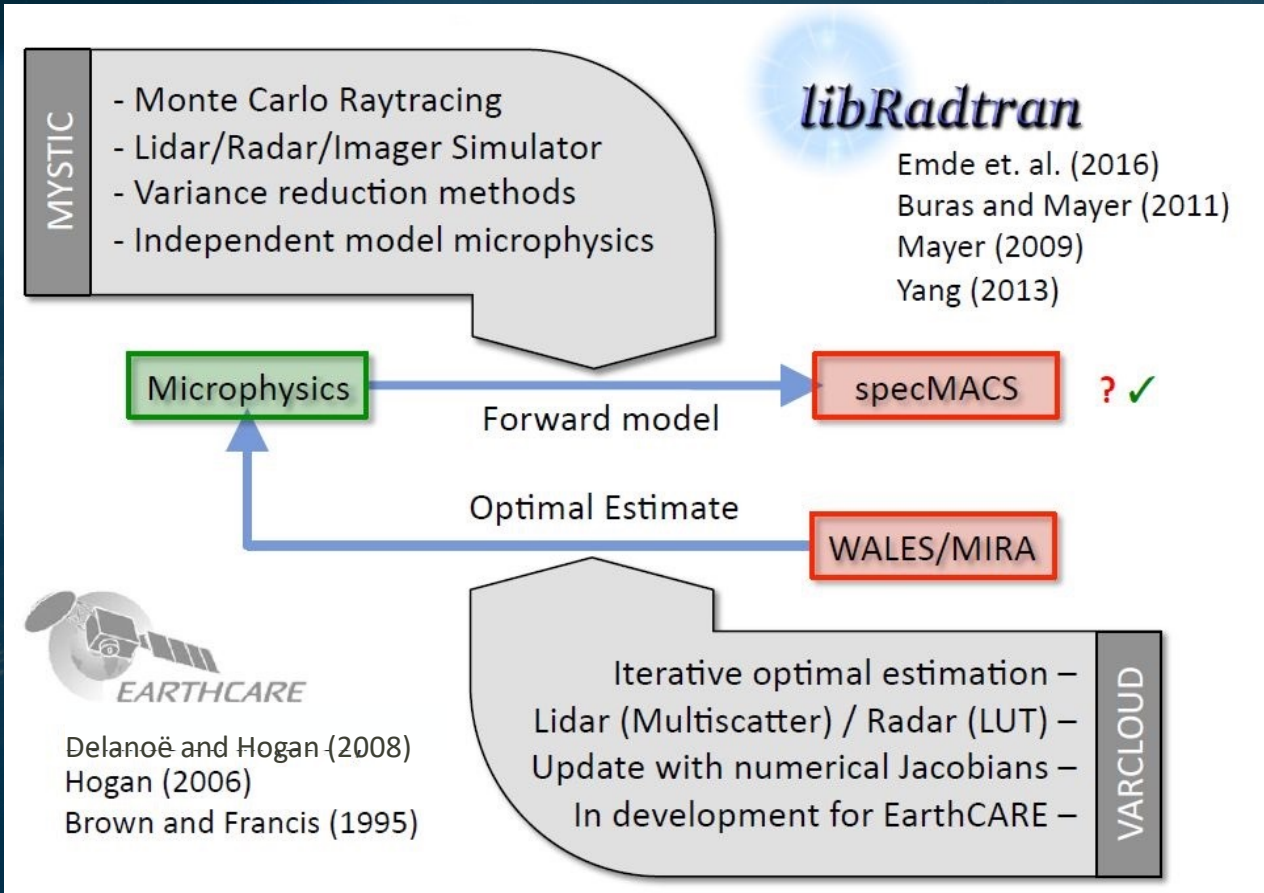 MYSTIC
- Monte Carlo Raytracing
- Lidar/Radar/Imager Simulator
- Variance reduction methods
- Independent model microphysics
libRadtran
Emde et. al. (2016)
Buras and Mayer (2011)
Mayer (2009)
Yang (2013)
Microphysics
Forward model
specMACS
? ✓
Optimal Estimate
WALES/MIRA
EARTHCARE
Delanoë and Hogan (2008)
Hogan (2006)
Brown and Francis (1995)
Iterative optimal estimation –
Lidar (Multiscatter) / Radar (LUT) –
Update with numerical Jacobians –
In development for EarthCARE –
VARCLOUD